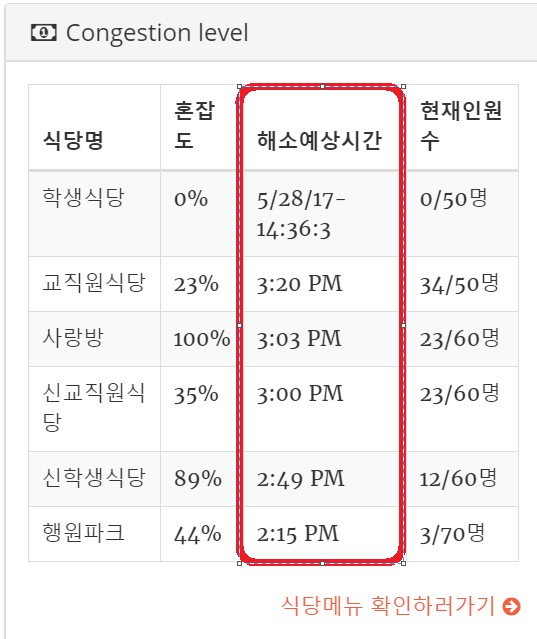 Congestion level
식당명 혼잡도 해소예상시간 현재인원수
학생식당 0% 5/28/17-14:36:3 0/50명
교직원식당 23% 3:20 PM 34/50명
사랑방 100% 3:03 PM 23/60명
신교직원식당 35% 3:00 PM 23/60명
신학생식당 89% 2:49 PM 12/60명
행원파크 44% 2:15 PM 3/70명
식당메뉴 확인하러가기